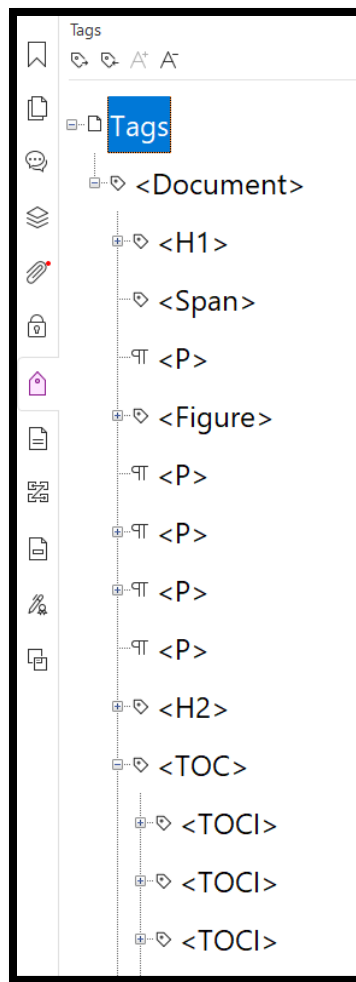 Tags
A+ A-
Tags
<Document>
<H1>
<Span>
<P>
<Figure>
<P>
<P>
<P>
<P>
<H2>
<TOC>
<TOCI>
<TOCI>
<TOCI>